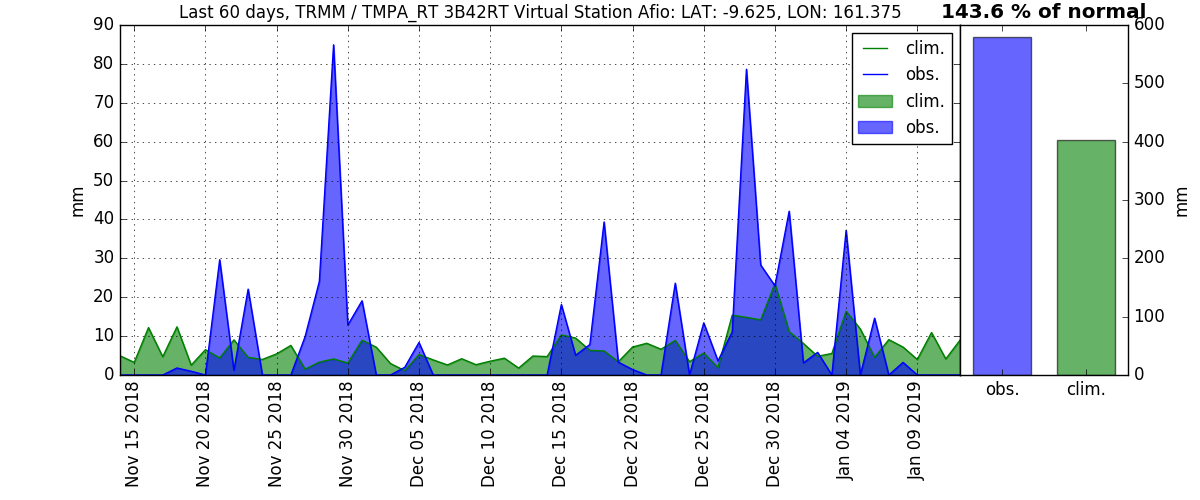 Last 60 days, TRMM / TMPA_RT 3B42RT Virtual Station Afio: LAT: -9.625, LON: 161.375
143.6 % of normal
90
80
70
60
50
40
30
20
10
0
mm
clim.
obs.
clim.
obs.
Nov 15 2018
Nov 20 2018
Nov 25 2018
Nov 30 2018
Dec 05 2018
Dec 10 2018
Dec 15 2018
Dec 20 2018
Dec 25 2018
Dec 30 2018
Jan 04 2019
Jan 09 2019
600
500
400
300
200
100
0
mm
obs.
clim.